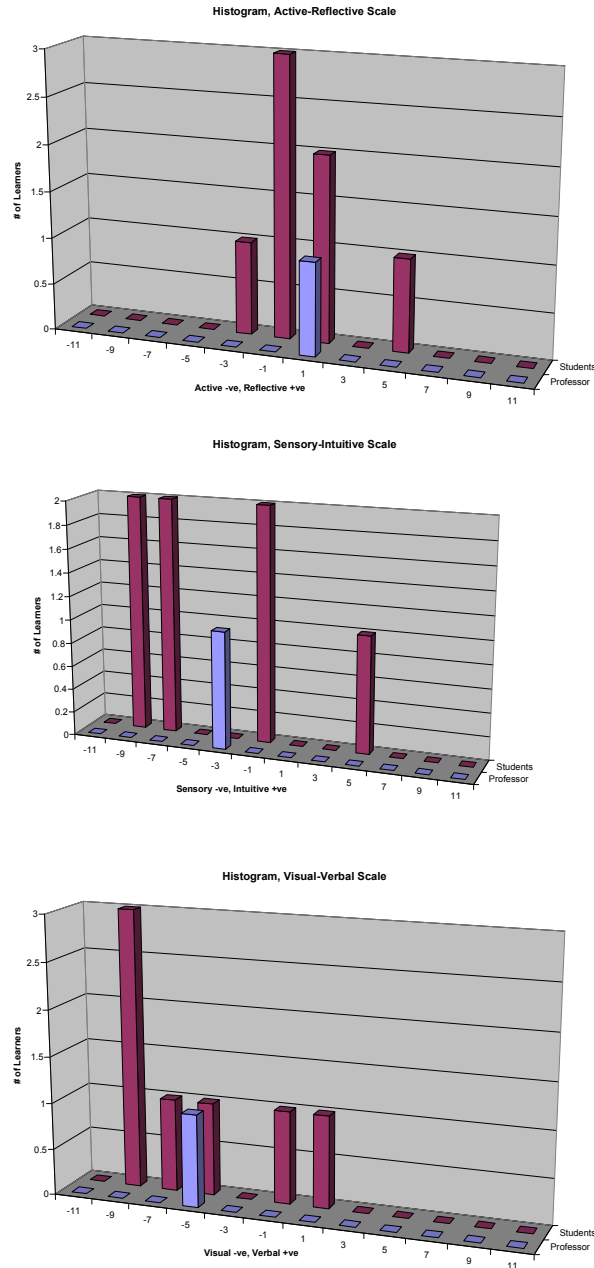 Histogram, Active-Reflective Scale
3
2.5
2
1.5
1
0.5
0
# of Learners
-11 -9 -7 -5 -3 -1 1 3 5 7 9 11
Students
Professor
Active -ve, Reflective +ve
Histogram, Sensory-Intuitive Scale
2
1.8
1.6
1.4
1.2
1
0.8
0.6
0.4
0.2
0
# of Learners
-11 -9 -7 -5 -3 -1 1 3 5 7 9 11
Students
Professor
Sensory -ve, Intuitive +ve
Histogram, Visual-Verbal Scale
3
2.5
2
1.5
1
0.5
0
# of Learners
-11 -9 -7 -5 -3 -1 1 3 5 7 9 11
Students
Professor
Visual -ve, Verbal +ve